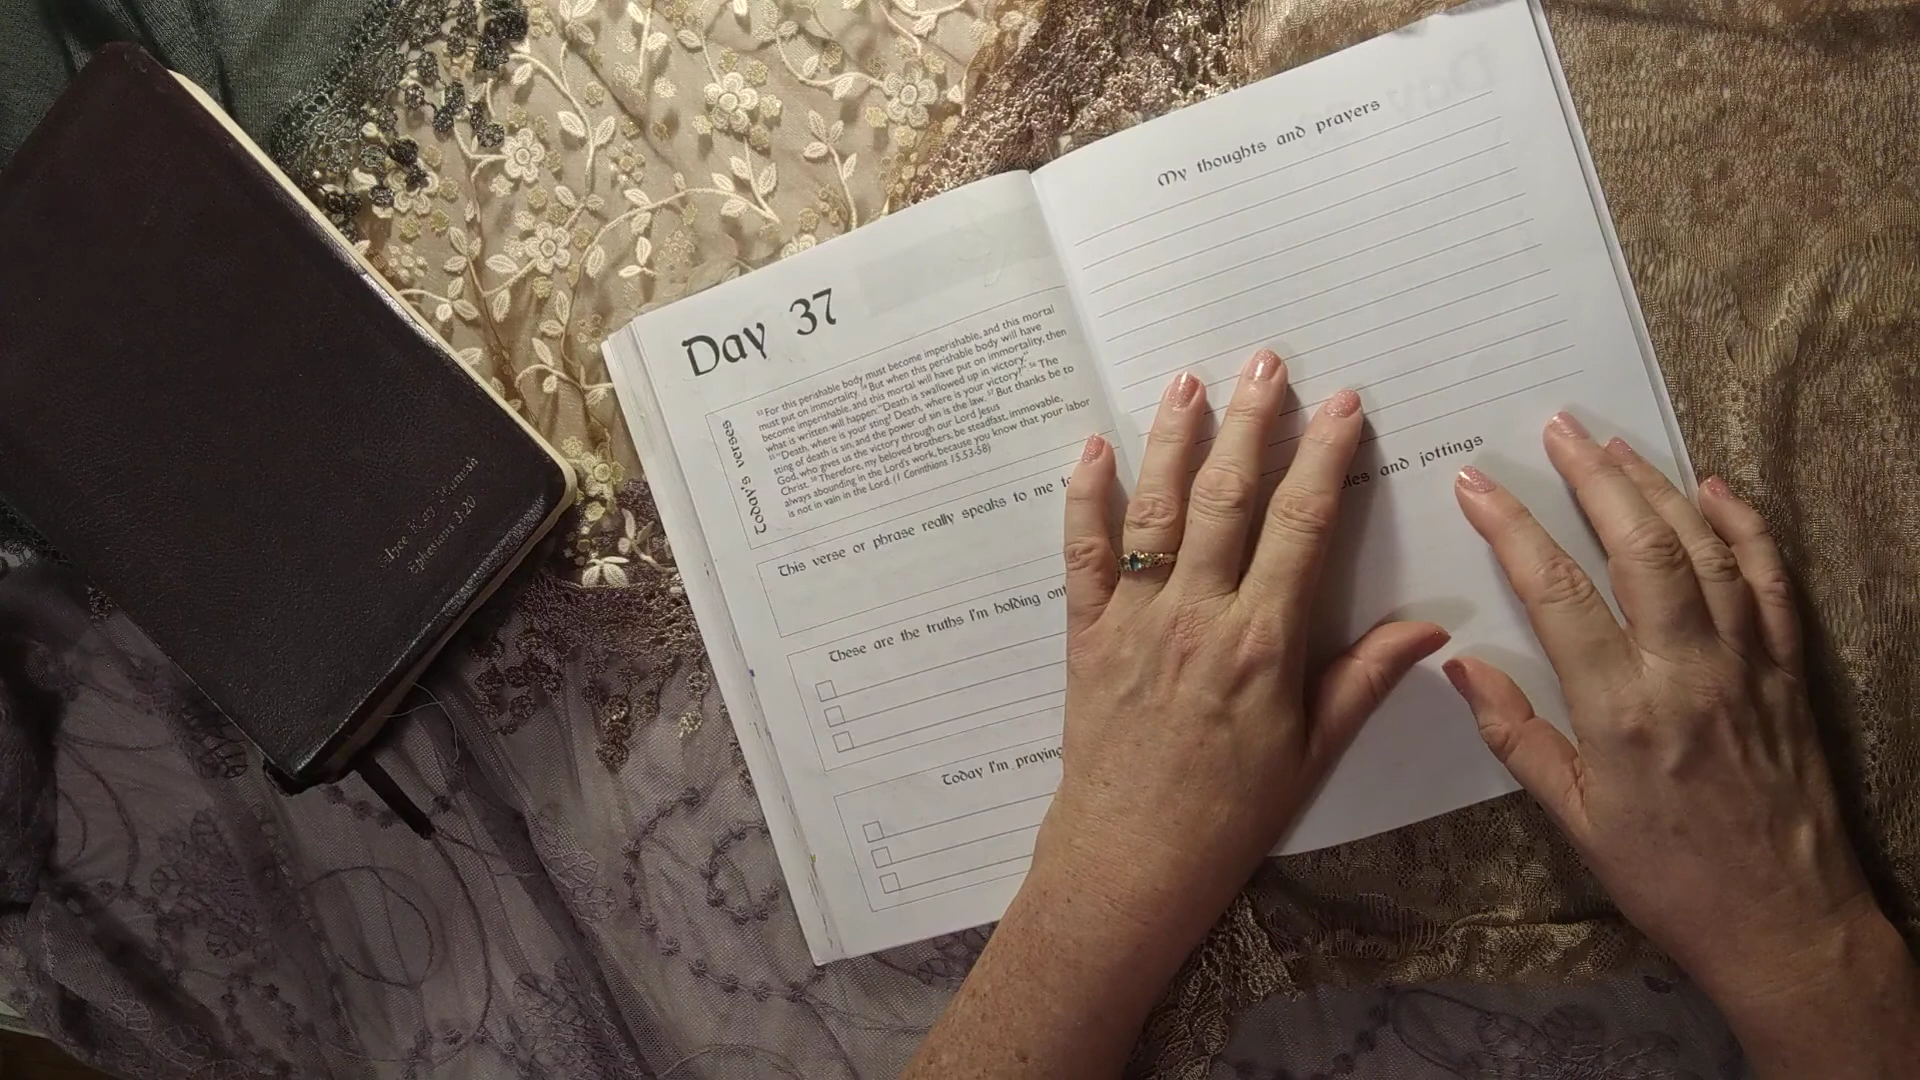 Ephesians 3:20
Day 37
Today's verses
53 For this perishable body must become imperishable, and this mortal
must put on immortality. 54 But when this perishable body will have
become imperishable, and this mortal will have put on immortality, then
what is written will happen: "Death is swallowed up in victory."
55 "Death, where is your sting? Death, where is your victory?" 56 The
sting of death is sin, and the power of sin is the law. 57 But thanks be to
God, who gives us the victory through our Lord Jesus
Christ. 58 Therefore, my beloved brothers, be steadfast, immovable,
always abounding in the Lord's work, because you know that your labor
is not in vain in the Lord. (1 Corinthians 15.53-58)
This verse or phrase really speaks to me
These are the truths I'm holding
Today I'm praying
My thoughts and prayers
and jottings